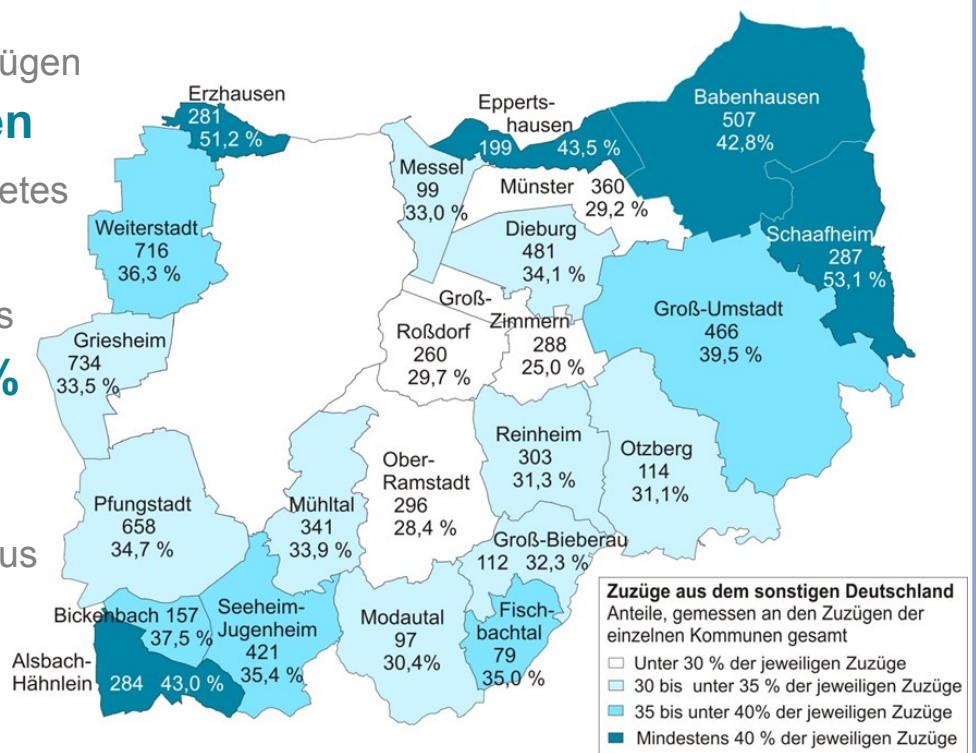 ügen
en
etes
s
%
us
Erzhausen
281
51,2 %
Epperts-
hausen
199 43,5 %
Babenhausen
507
42,8%
Messel
99
33,0 %
Münster 360
29,2 %
Weiterstadt
716
36,3 %
Dieburg
481
34,1 %
Schaafheim
287
53,1 %
Groß-
Zimmern
288
25,0 %
Groß-Umstadt
466
39,5 %
Griesheim
734
33,5 %
Roßdorf
260
29,7 %
Reinheim
303
31,3 %
Otzberg
114
31,1%
Ober-
Ramstadt
296
28,4 %
Pfungstadt
658
34,7 %
Mühltal
341
33,9 %
Groß-Bieberau
112 32,3 %
Bickenbach 157
37,5 %
Seeheim-
Jugenheim
421
35,4 %
Modautal
97
30,4%
Fisch-
bachtal
79
35,0 %
Alsbach-
Hähnlein
284 43,0 %
Zuzüge aus dem sonstigen Deutschland
Anteile, gemessen an den Zuzügen der
einzelnen Kommunen gesamt
Unter 30 % der jeweiligen Zuzüge
30 bis unter 35 % der jeweiligen Zuzüge
35 bis unter 40% der jeweiligen Zuzüge
Mindestens 40 % der jeweiligen Zuzüge